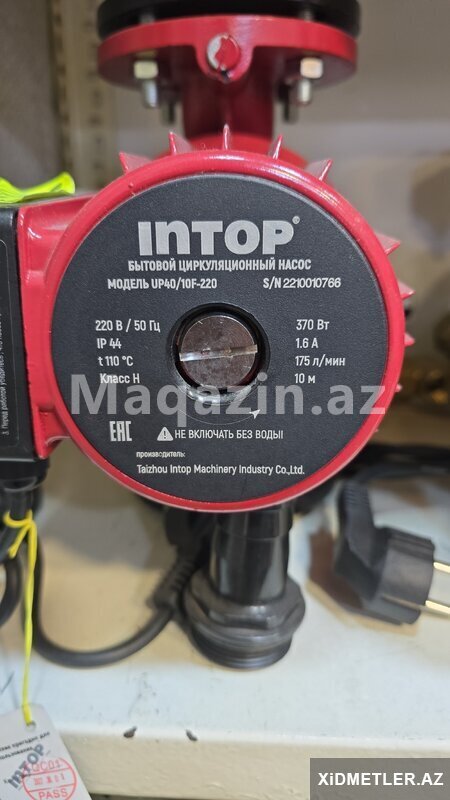 INTOP®
БЫТОВОЙ ЦИРКУЛЯЦИОННЫЙ НАСОС
МОДЕЛЬ UP40/10F-220 S/N 2210010766
220 В / 50 Гц 370 Вт
IP 44 1.6 А
t 110 °C 175 л/мин
Класс H 10 м
Maqazin.az
EAC НЕ ВКЛЮЧАТЬ БЕЗ ВОДЫ!
производитель:
Taizhou Intop Machinery Industry Co.,Ltd.
INTOP
QC01
PASS
XiDMETLER.AZ